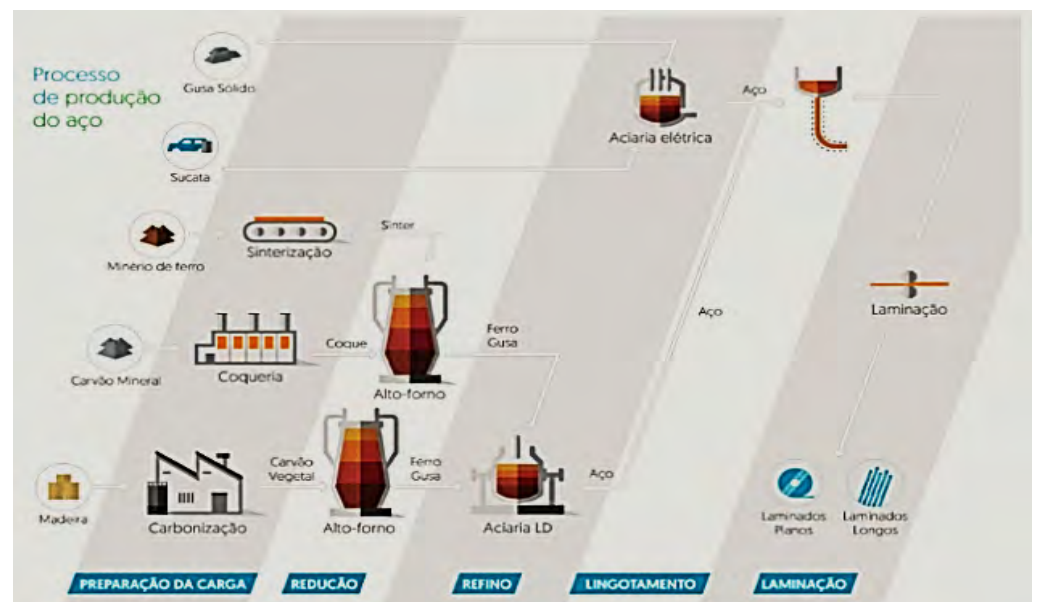 Processo
de produção
do aço
Gusa Sólido
Sucata
Aciaria elétrica
Aço
Minério de ferro
Sinterização
Sinter
Carvão Mineral
Coqueria
Coque
Alto-forno
Ferro
Gusa
Aço
Laminação
Madeira
Carbonização
Carvão
Vegetal
Alto-forno
Ferro
Gusa
Aciaria LD
Aço
Laminados
Planos
Laminados
Longos
PREPARAÇÃO DA CARGA
REDUCÃO
REFINO
LINGOTAMENTO
LAMINAÇÃO